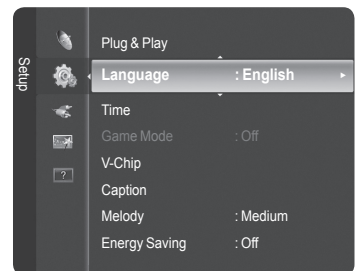 Setup
Plug & Play
Language : English
Time
Game Mode : Off
V-Chip
Caption
Melody : Medium
Energy Saving : Off
?